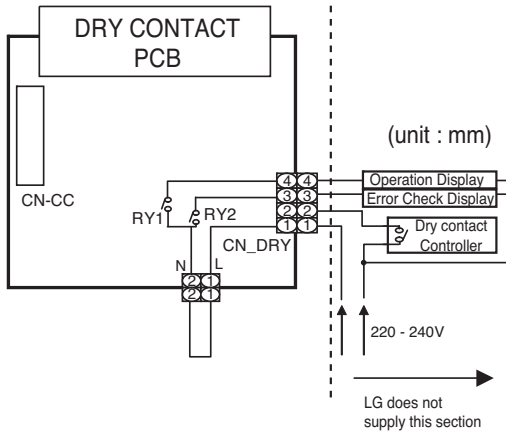 DRY CONTACT
PCB
(unit : mm)
CN-CC
4 4
3 3
2 2
1 1
Operation Display
Error Check Display
Dry contact
Controller
RY1
RY2
CN_DRY
N
L
2 1
2 1
220 - 240V
LG does not
supply this section